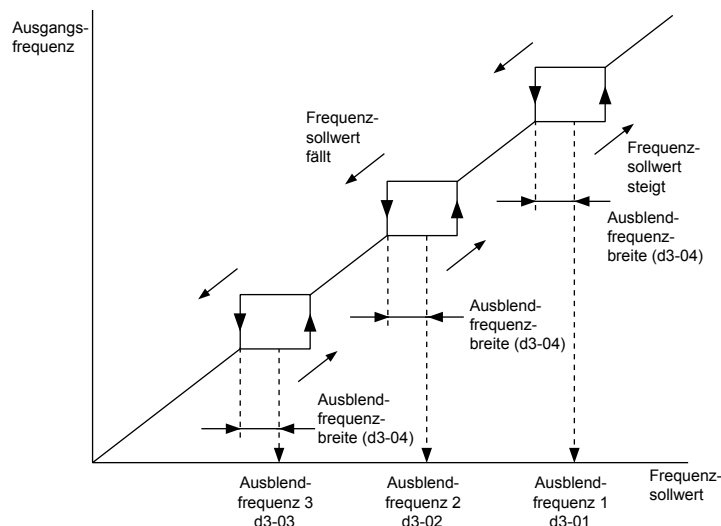 Ausgangs-
frequenz
Frequenz-
sollwert
fällt
Frequenz-
sollwert
steigt
Ausblend-
frequenz-
breite (d3-04)
Ausblend-
frequenz-
breite (d3-04)
Ausblend-
frequenz-
breite (d3-04)
Ausblend-
frequenz 3
d3-03
Ausblend-
frequenz 2
d3-02
Ausblend-
frequenz 1
d3-01
Frequenz-
sollwert